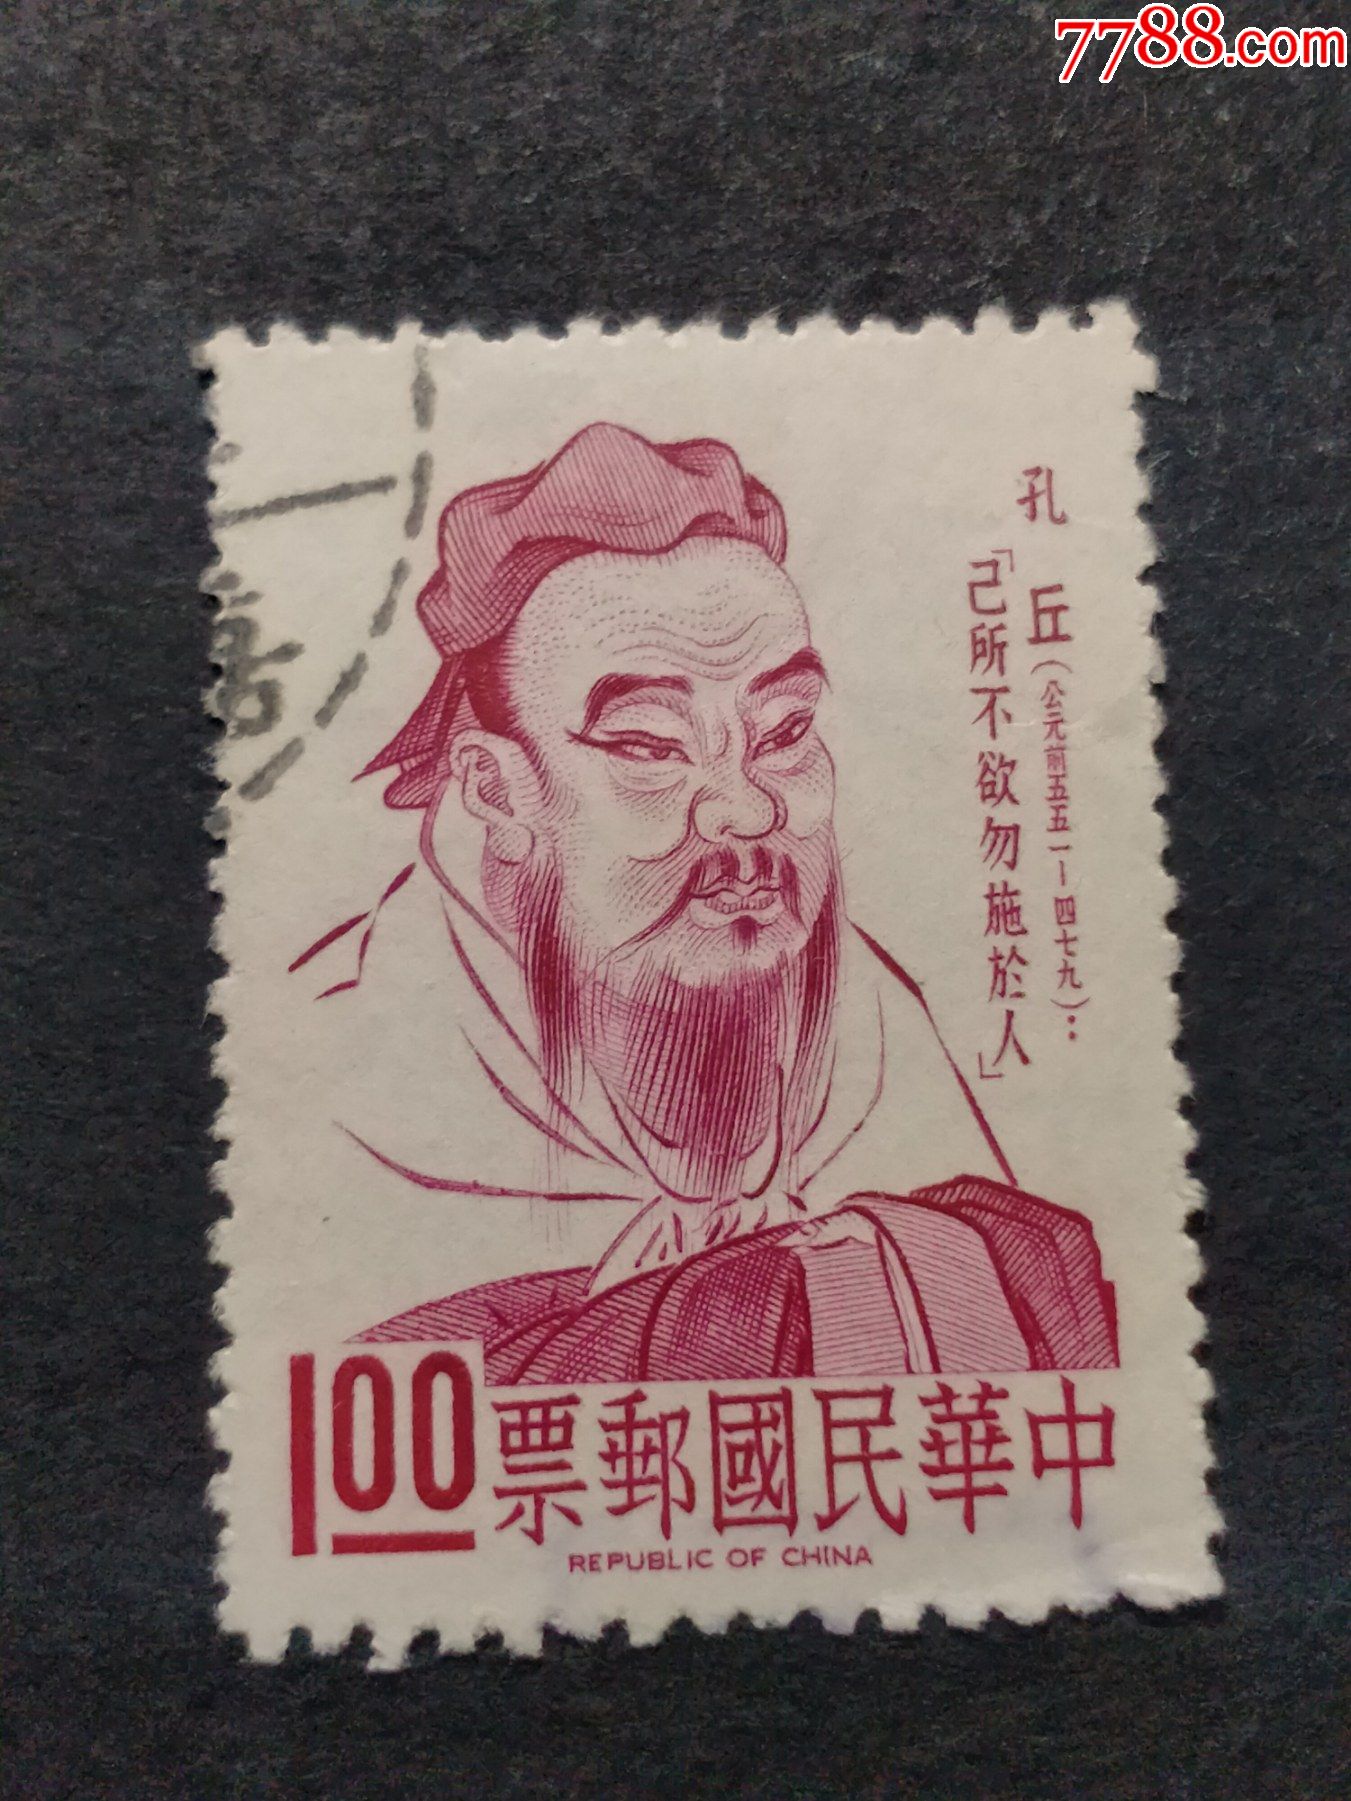 7788.com
孔丘(公元前五五一—四七九)：
「己所不欲勿施於人」
1.00
中華民國郵票
REPUBLIC OF CHINA